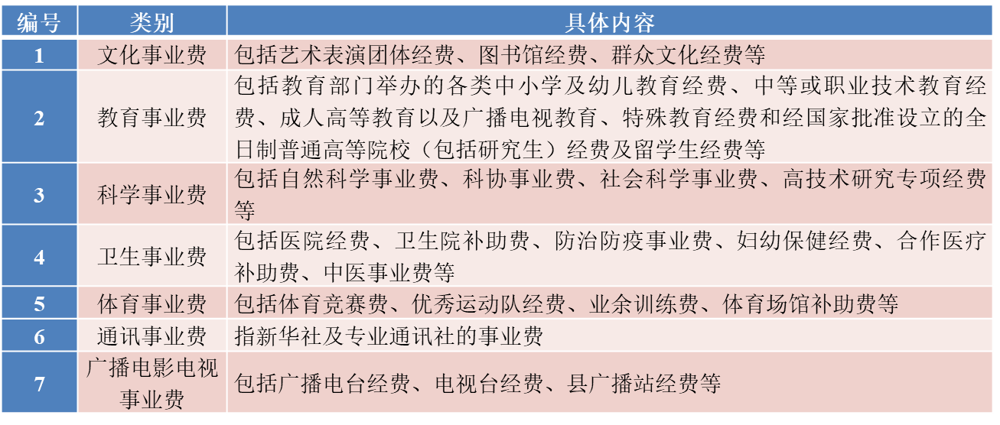 编号 类别 具体内容
1 文化事业费 包括艺术表演团体经费、图书馆经费、群众文化经费等
2 教育事业费 包括教育部门举办的各类中小学及幼儿教育经费、中等或职业技术教育经
费、成人高等教育以及广播电视教育、特殊教育经费和经国家批准设立的全
日制普通高等院校（包括研究生）经费及留学生经费等
3 科学事业费 包括自然科学事业费、科协事业费、社会科学事业费、高技术研究专项经费
等
4 卫生事业费 包括医院经费、卫生院补助费、防治防疫事业费、妇幼保健经费、合作医疗
补助费、中医事业费等
5 体育事业费 包括体育竞赛费、优秀运动队经费、业余训练费、体育场馆补助费等
6 通讯事业费 指新华社及专业通讯社的事业费
7 广播电影电视
事业费 包括广播电台经费、电视台经费、县广播站经费等